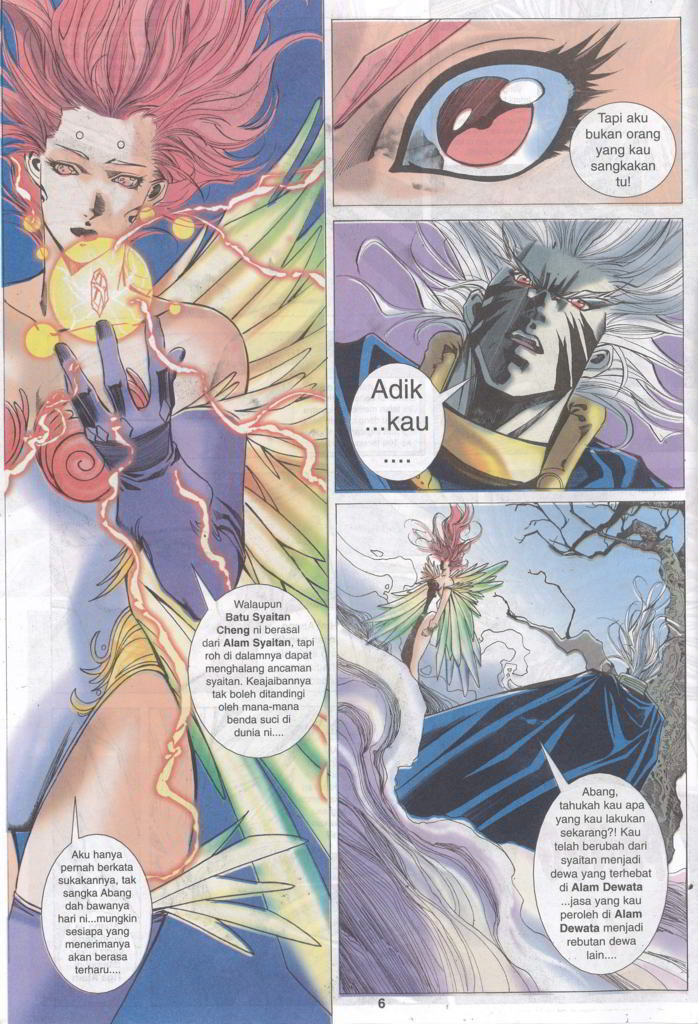 Walaupun
Batu Syaitan
Cheng ni berasal
dari Alam Syaitan, tapi
roh di dalamnya dapat
menghalang ancaman
syaitan. Keajaibannya
tak boleh ditandingi
oleh mana-mana
benda suci di
dunia ni....
Aku hanya
pernah berkata
sukakannya, tak
sangka Abang
dah bawanya
hari ni...mungkin
sesiapa yang
menerimanya
akan berasa
terharu....
Tapi aku
bukan orang
yang kau
sangkakan
tu!
Adik
...kau
....
Abang,
tahukah kau apa
yang kau lakukan
sekarang?! Kau
telah berubah dari
syaitan menjadi
dewa yang terhebat
di Alam Dewata
...jasa yang kau
peroleh di Alam
Dewata menjadi
rebutan dewa
lain....
6